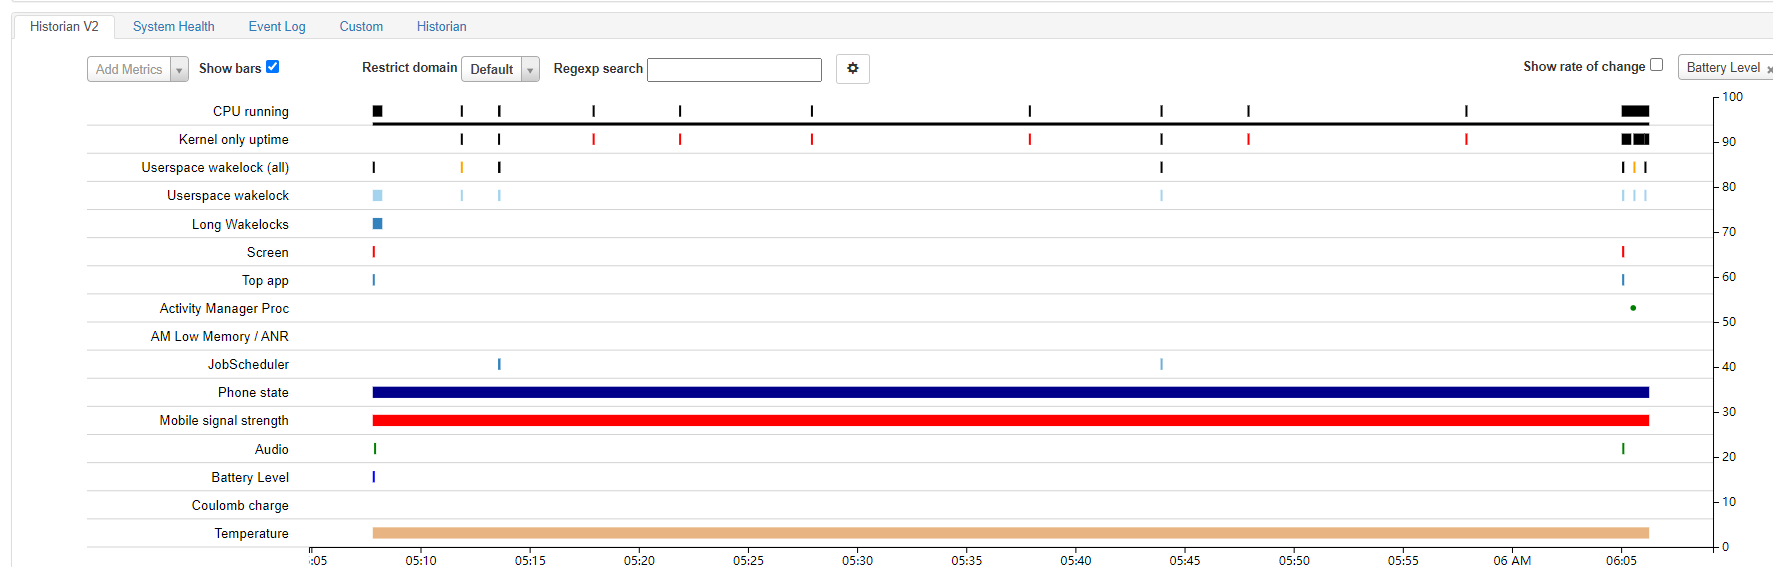 Historian V2 System Health Event Log Custom Historian
Add Metrics Show bars Restrict domain Default Regexp search Show rate of change Battery Level
CPU running
Kernel only uptime
Userspace wakelock (all)
Userspace wakelock
Long Wakelocks
Screen
Top app
Activity Manager Proc
AM Low Memory / ANR
JobScheduler
Phone state
Mobile signal strength
Audio
Battery Level
Coulomb charge
Temperature
100
90
80
70
60
50
40
30
20
10
0
:05 05:10 05:15 05:20 05:25 05:30 05:35 05:40 05:45 05:50 05:55 06 AM 06:05